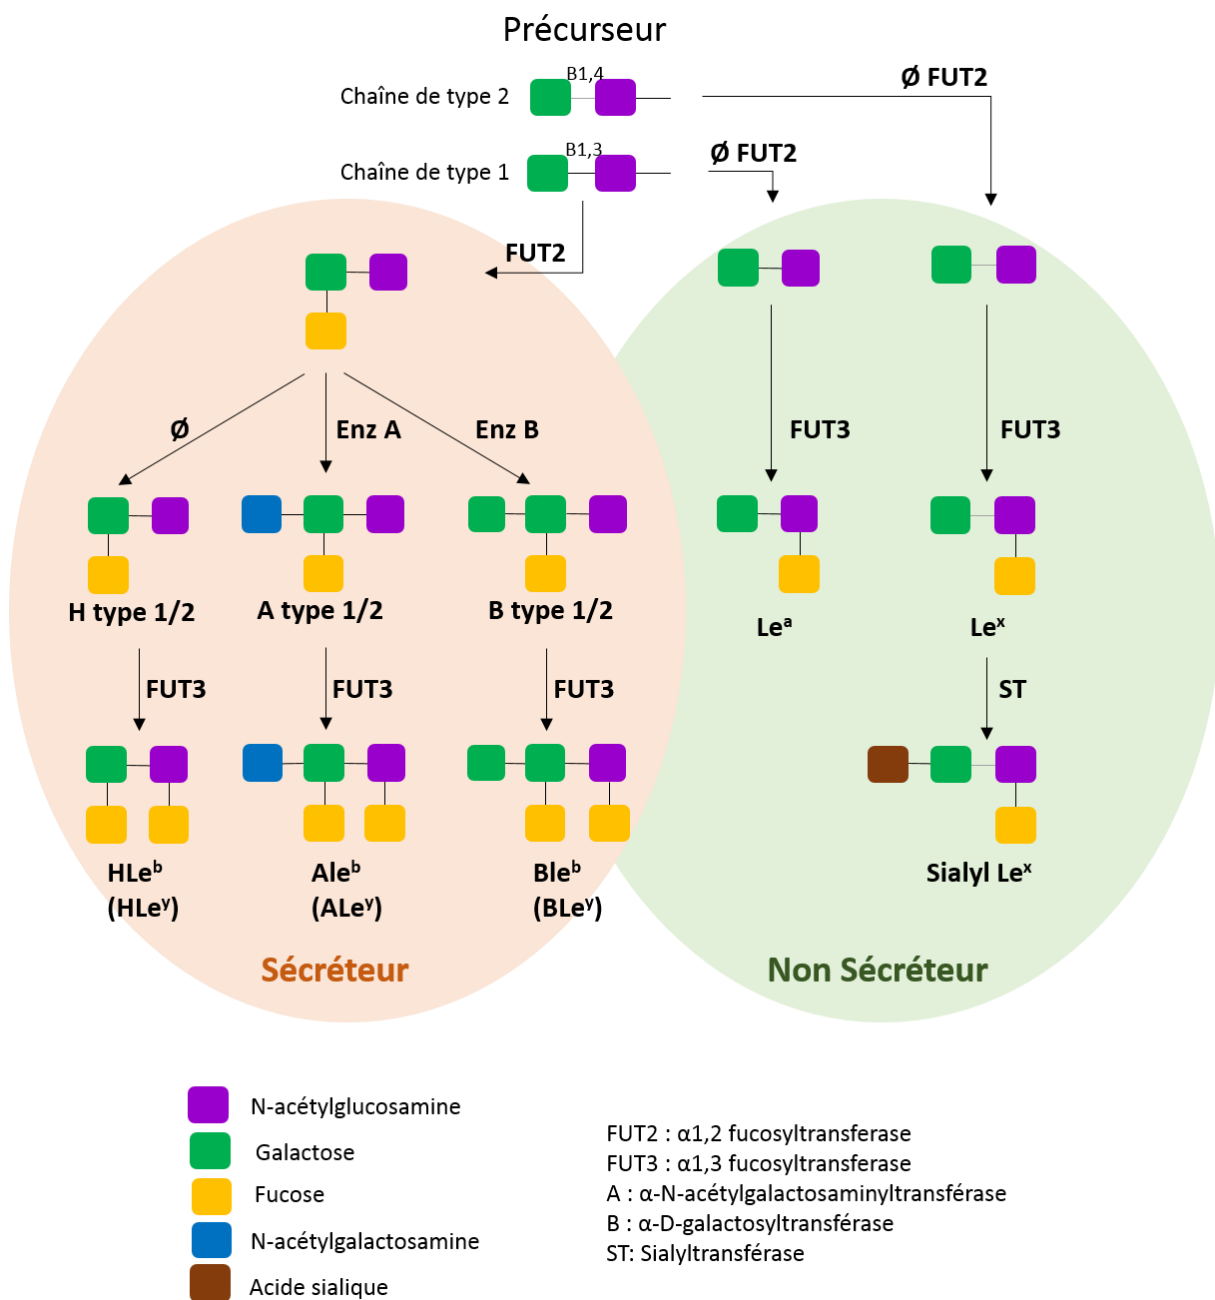 Précurseur
Chaîne de type 2
B1,4
Ø FUT2
Chaîne de type 1
B1,3
Ø FUT2
FUT2
Ø
Enz A
Enz B
FUT3
FUT3
H type 1/2
A type 1/2
B type 1/2
Leᵃ
Leˣ
FUT3
FUT3
FUT3
ST
HLeᵇ
(HLeʸ)
Aleᵇ
(ALeʸ)
Bleᵇ
(BLeʸ)
Sialyl Leˣ
Sécréteur
Non Sécréteur
N-acétylglucosamine
Galactose
Fucose
N-acétylgalactosamine
Acide sialique
FUT2 : α1,2 fucosyltransferase
FUT3 : α1,3 fucosyltransferase
A : α-N-acétylgalactosaminyltransférase
B : α-D-galactosyltransférase
ST: Sialyltransférase